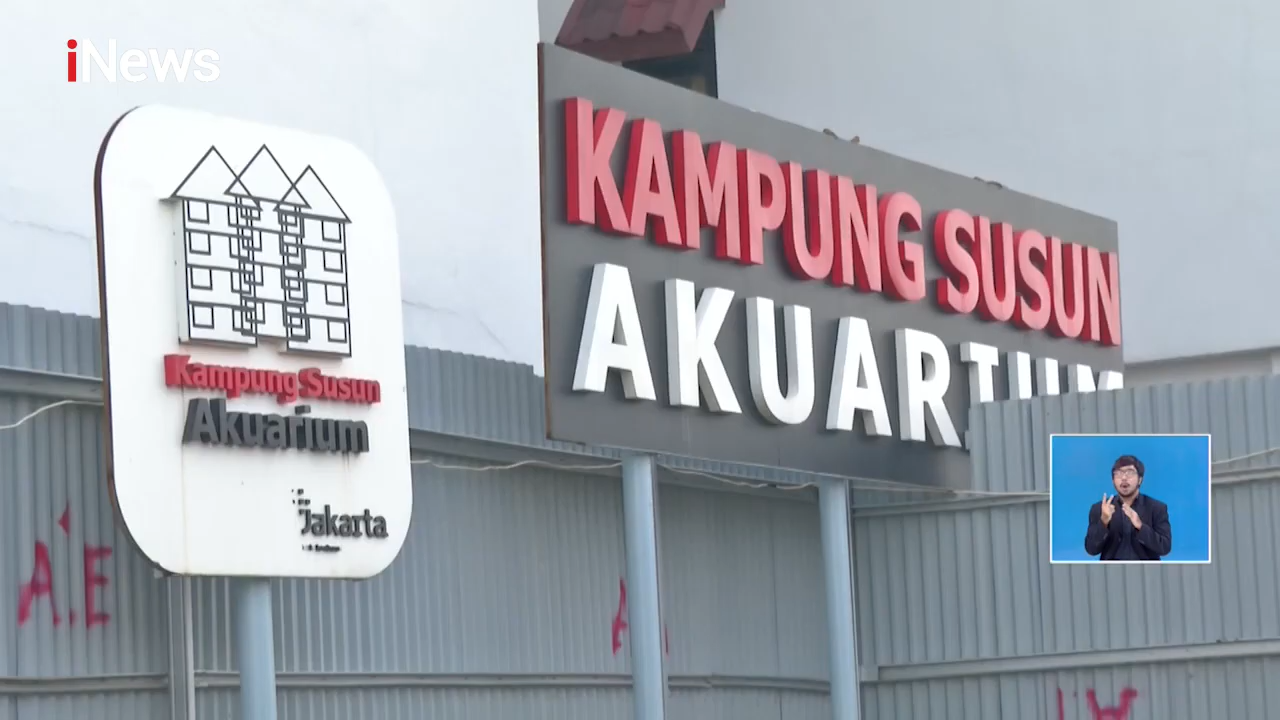 iNews
KAMPUNG SUSUN
AKUARIUM
Kampung Susun
Akuarium
Jakarta
A.E